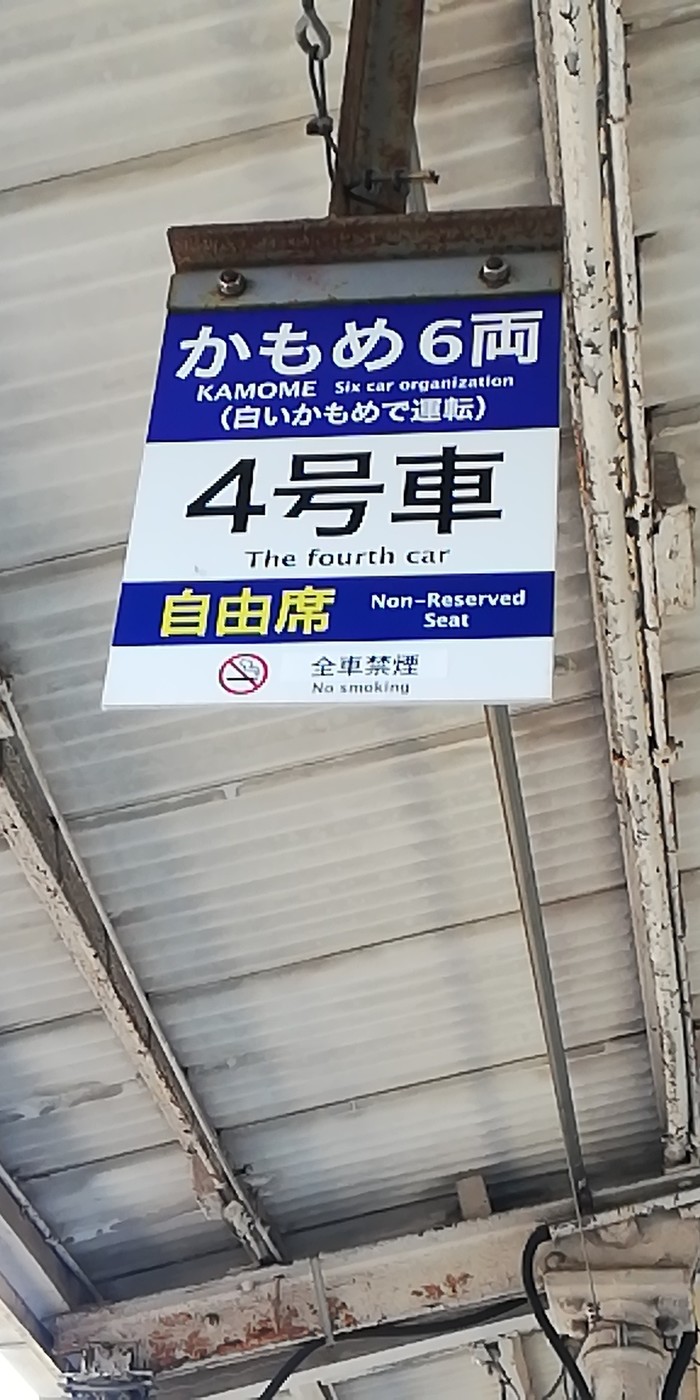 かもめ6両
KAMOME Six car organization
（白いかもめで運転）
4号車
The fourth car
自由席 Non-Reserved Seat
全車禁煙
No smoking